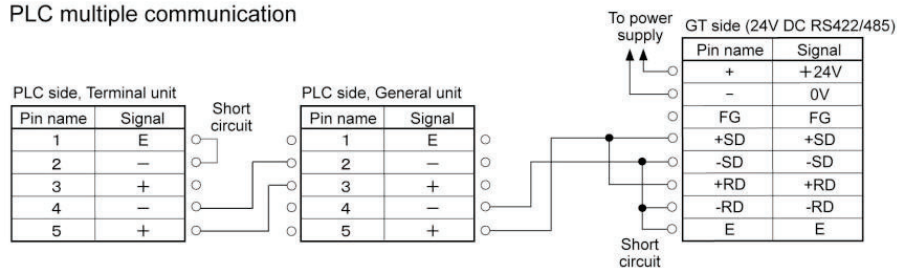 PLC multiple communication
To power
supply
GT side (24V DC RS422/485)
Pin name Signal
+ +24V
− 0V
FG FG
+SD +SD
-SD -SD
+RD +RD
-RD -RD
E E
Short
circuit
PLC side, Terminal unit
Pin name Signal
1 E
2 −
3 +
4 −
5 +
Short
circuit
PLC side, General unit
Pin name Signal
1 E
2 −
3 +
4 −
5 +